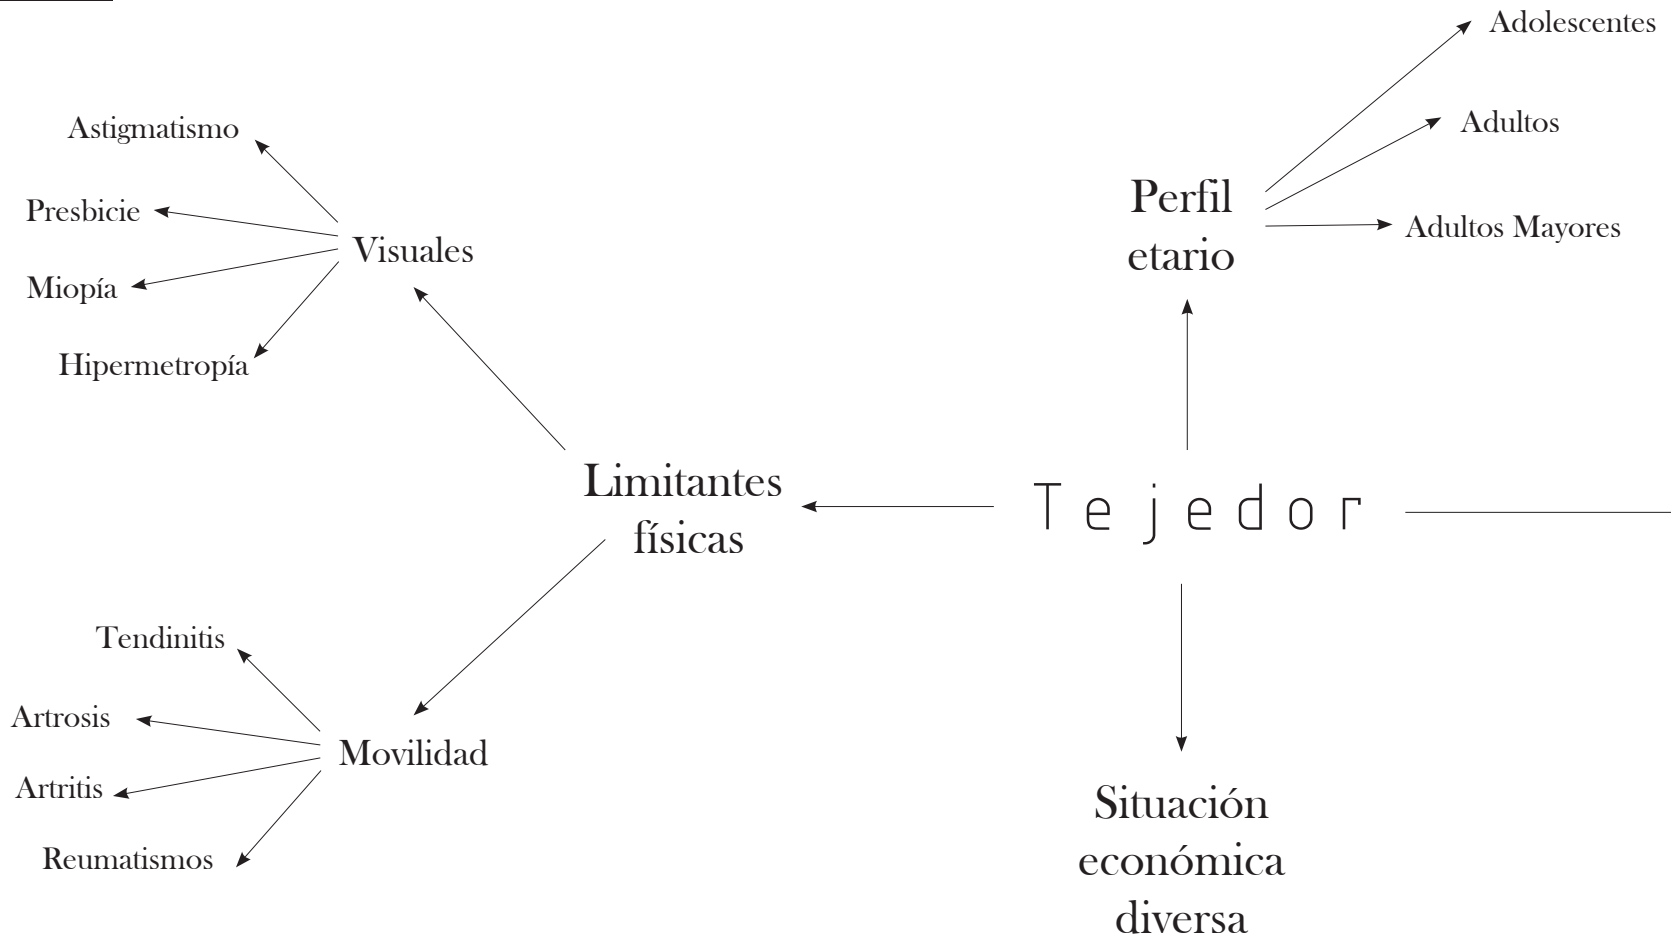 Adolescentes
Adultos
Adultos Mayores
Perfil
etario
Astigmatismo
Presbicie
Miopía
Hipermetropía
Visuales
Limitantes
físicas
Tejedor
Tendinitis
Artrosis
Artritis
Reumatismos
Movilidad
Situación
económica
diversa